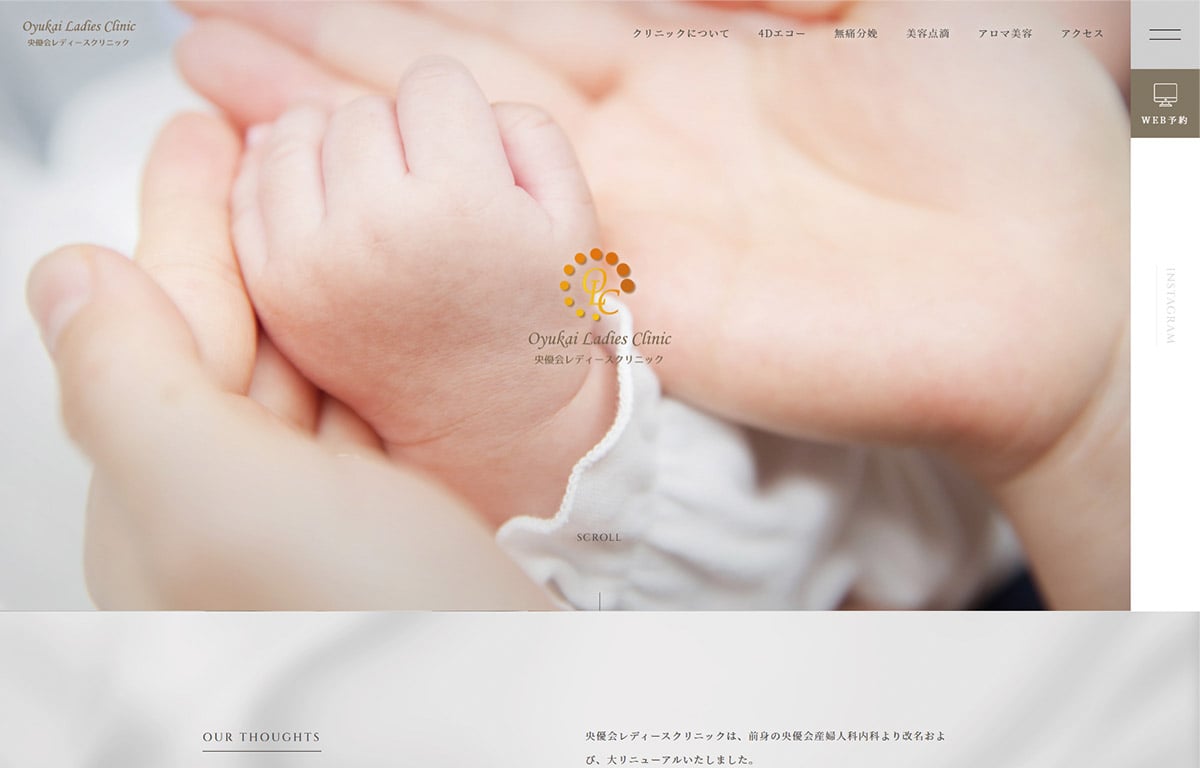 Oyukai Ladies Clinic
央優会レディースクリニック
クリニックについて
4Dエコー
無痛分娩
美容点滴
アロマ美容
アクセス
WEB予約
INSTAGRAM
OLC
Oyukai Ladies Clinic
央優会レディースクリニック
SCROLL
OUR THOUGHTS
央優会レディースクリニックは、前身の央優会産婦人科内科より改名およ
び、大リニューアルいたしました。